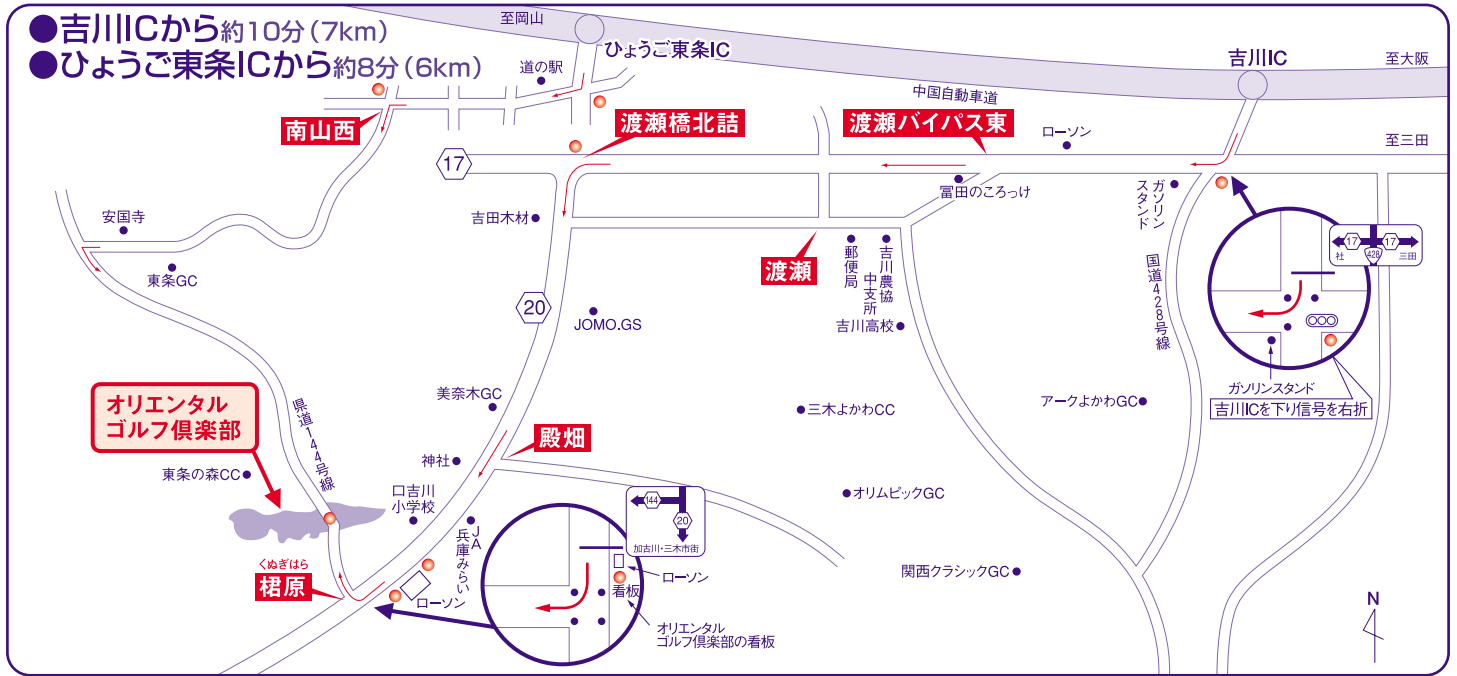 ●吉川ICから約10分(7km)
●ひょうご東条ICから約8分(6km)
至岡山
ひょうご東条IC
吉川IC
至大阪
道の駅
中国自動車道
南山西
渡瀬橋北詰
渡瀬バイパス東
ローソン
至三田
17
冨田のころっけ
ガソリン
スタンド
安国寺
吉田木材
東条GC
渡瀬
郵便局
吉川農協
中支所
吉川高校
国道428号線
17
17
428
社
三田
20
JOMO.GS
ガソリンスタンド
吉川ICを下り信号を右折
オリエンタル
ゴルフ倶楽部
県道144号線
美奈木GC
三木よかわCC
アークよかわGC
殿畑
東条の森CC
神社
口吉川
小学校
JA
兵庫みらい
144
20
加古川・三木市街
オリムピックGC
関西クラシックGC
くぬぎはら
桾原
ローソン
ローソン
看板
オリエンタル
ゴルフ倶楽部の看板
N